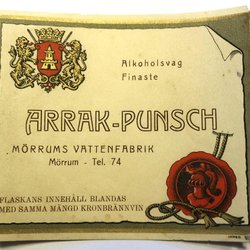 Alkoholsvag
Finaste
ARRAK-PUNSCH
MÖRRUMS VATTENFABRIK
Mörrum - Tel. 74
FLASKANS INNEHÅLL BLANDAS
MED SAMMA MÄNGD KRONBRÄNNVIN